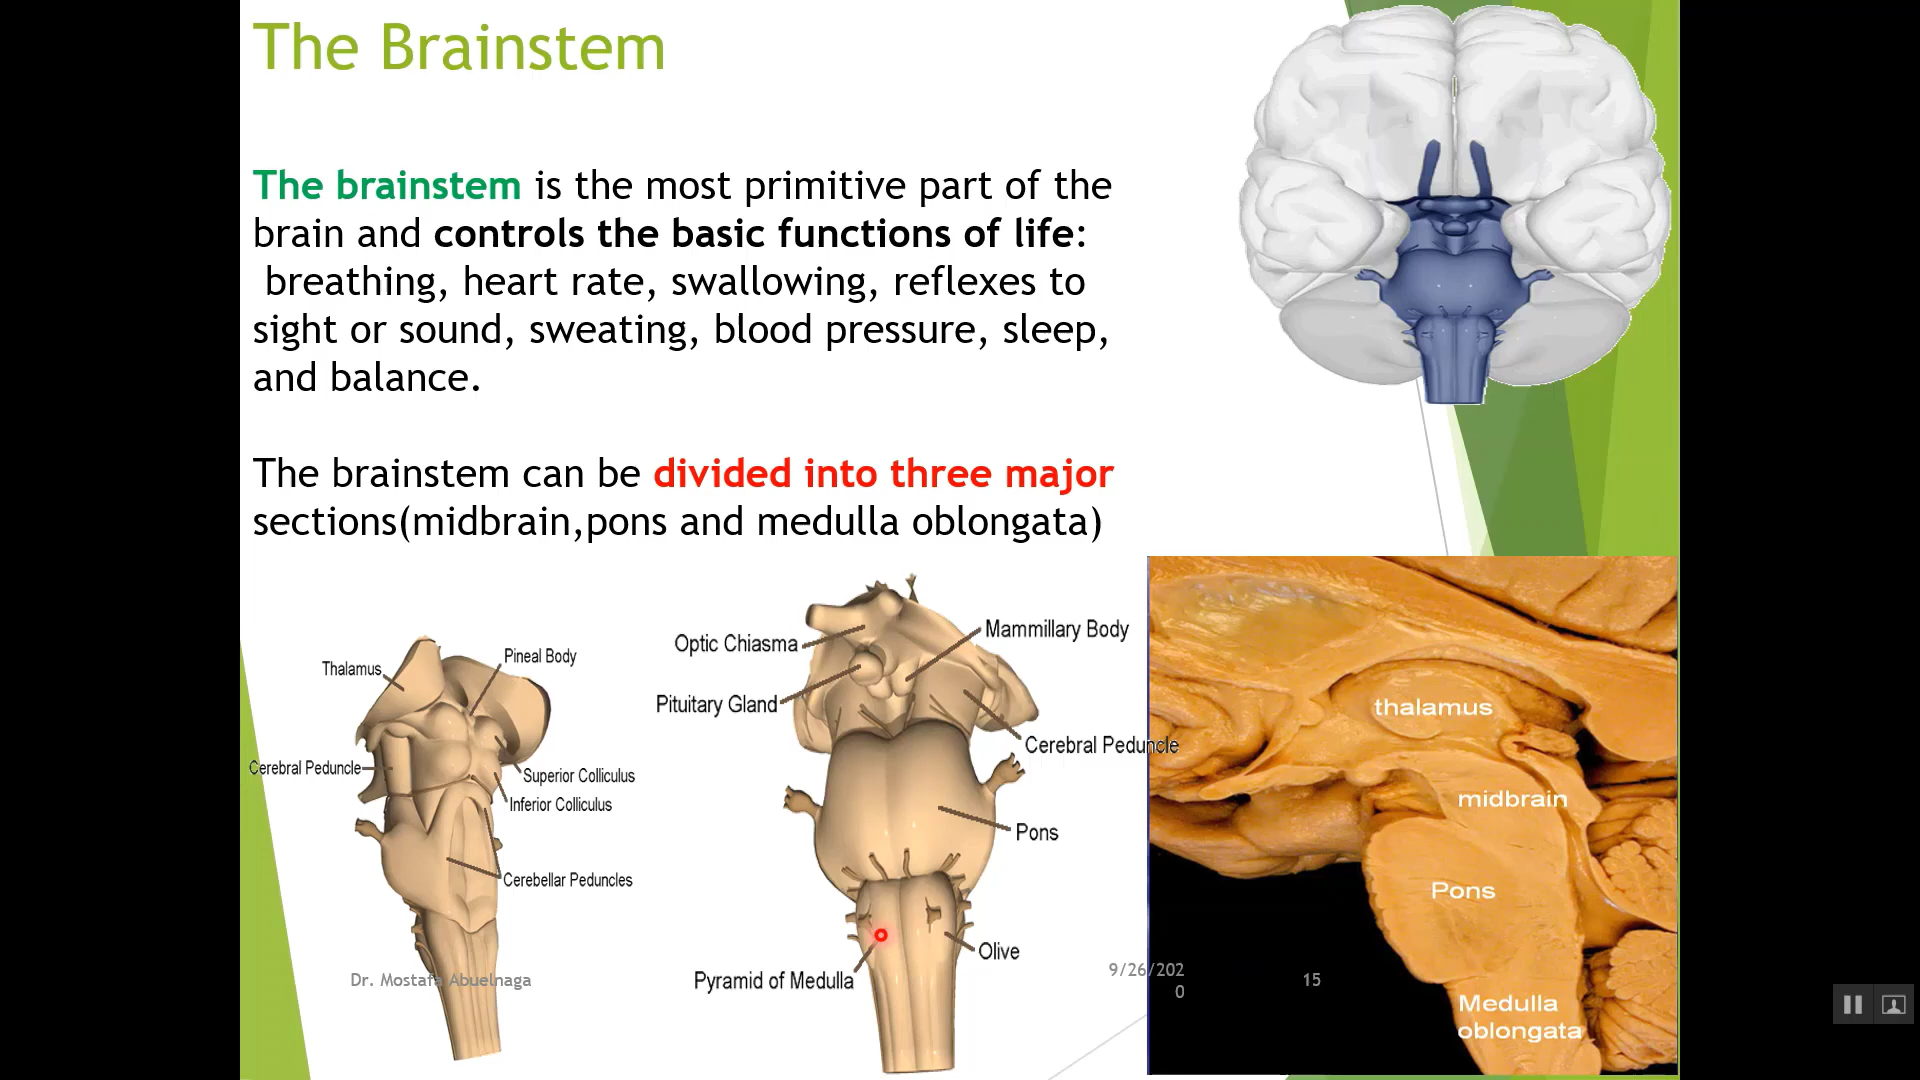 The Brainstem
The brainstem is the most primitive part of the
brain and controls the basic functions of life:
breathing, heart rate, swallowing, reflexes to
sight or sound, sweating, blood pressure, sleep,
and balance.
The brainstem can be divided into three major
sections(midbrain,pons and medulla oblongata)
Thalamus
Pineal Body
Cerebral Peduncle
Superior Colliculus
Inferior Colliculus
Cerebellar Peduncles
Optic Chiasma
Mammillary Body
Pituitary Gland
Cerebral Peduncle
Pons
Olive
Pyramid of Medulla
thalamus
midbrain
Pons
Medulla
oblongata
Dr. Mostafa Abuelnaga
9/26/202
0
15